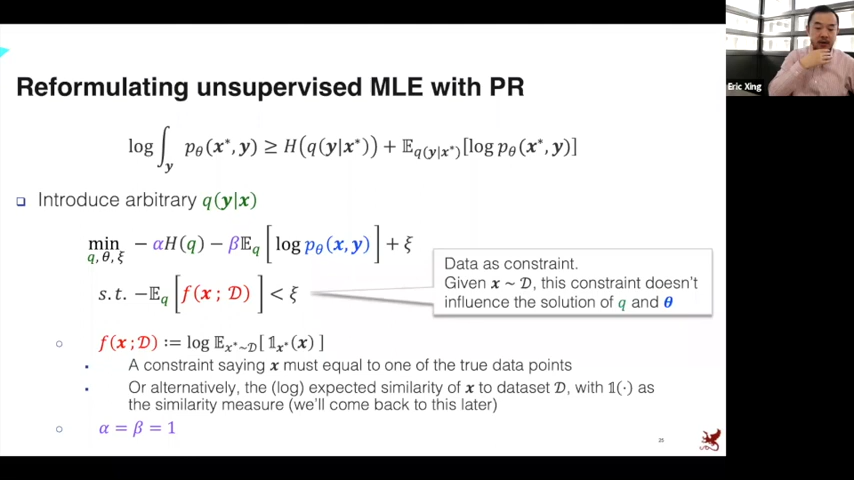 Eric Xing
Reformulating unsupervised MLE with PR
log ∫_y p_θ(x*, y) ≥ H(q(y|x*)) + 𝔼_{q(y|x*)}[log p_θ(x*, y)]
Introduce arbitrary q(y|x)
min_{q, θ, ξ} − αH(q) − β𝔼_q [log p_θ(x, y)] + ξ
s.t. −𝔼_q [f(x; 𝒟)] < ξ
Data as constraint.
Given x ~ 𝒟, this constraint doesn't
influence the solution of q and θ
f(x; 𝒟) := log 𝔼_{x*~𝒟}[ 𝟙_{x*}(x) ]
A constraint saying x must equal to one of the true data points
Or alternatively, the (log) expected similarity of x to dataset 𝒟, with 𝟙(·) as
the similarity measure (we'll come back to this later)
α = β = 1
25